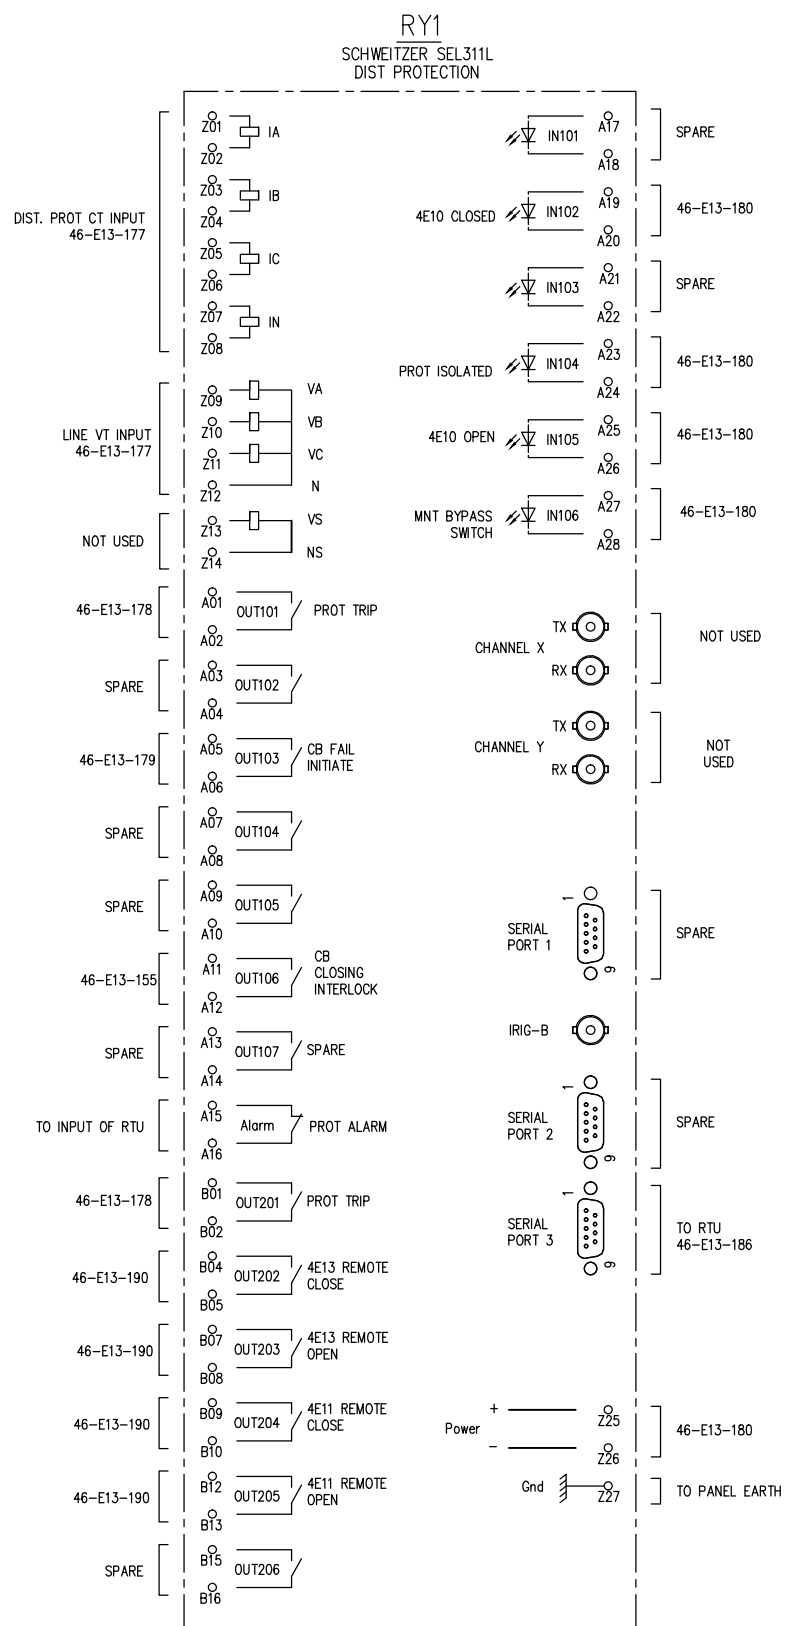 RY1
SCHWEITZER SEL311L
DIST PROTECTION
DIST. PROT CT INPUT
46-E13-177
Z01
Z02
IA
Z03
Z04
IB
Z05
Z06
IC
Z07
Z08
IN
LINE VT INPUT
46-E13-177
Z09
VA
Z10
VB
Z11
VC
Z12
N
NOT USED
Z13
VS
Z14
NS
46-E13-178
A01
A02
OUT101
PROT TRIP
SPARE
A03
A04
OUT102
46-E13-179
A05
A06
OUT103
CB FAIL
INITIATE
SPARE
A07
A08
OUT104
SPARE
A09
A10
OUT105
46-E13-155
A11
A12
OUT106
CB
CLOSING
INTERLOCK
SPARE
A13
A14
OUT107
SPARE
TO INPUT OF RTU
A15
A16
Alarm
PROT ALARM
46-E13-178
B01
B02
OUT201
PROT TRIP
46-E13-190
B04
B05
OUT202
4E13 REMOTE
CLOSE
46-E13-190
B07
B08
OUT203
4E13 REMOTE
OPEN
46-E13-190
B09
B10
OUT204
4E11 REMOTE
CLOSE
46-E13-190
B12
B13
OUT205
4E11 REMOTE
OPEN
SPARE
B15
B16
OUT206
IN101
A17
A18
SPARE
4E10 CLOSED
IN102
A19
A20
46-E13-180
IN103
A21
A22
SPARE
PROT ISOLATED
IN104
A23
A24
46-E13-180
4E10 OPEN
IN105
A25
A26
46-E13-180
MNT BYPASS
SWITCH
IN106
A27
A28
46-E13-180
CHANNEL X
TX
RX
NOT USED
CHANNEL Y
TX
RX
NOT
USED
SERIAL
PORT 1
1
9
SPARE
IRIG-B
SERIAL
PORT 2
1
9
SPARE
SERIAL
PORT 3
1
9
TO RTU
46-E13-186
Power
+
-
Z25
Z26
46-E13-180
Gnd
Z27
TO PANEL EARTH